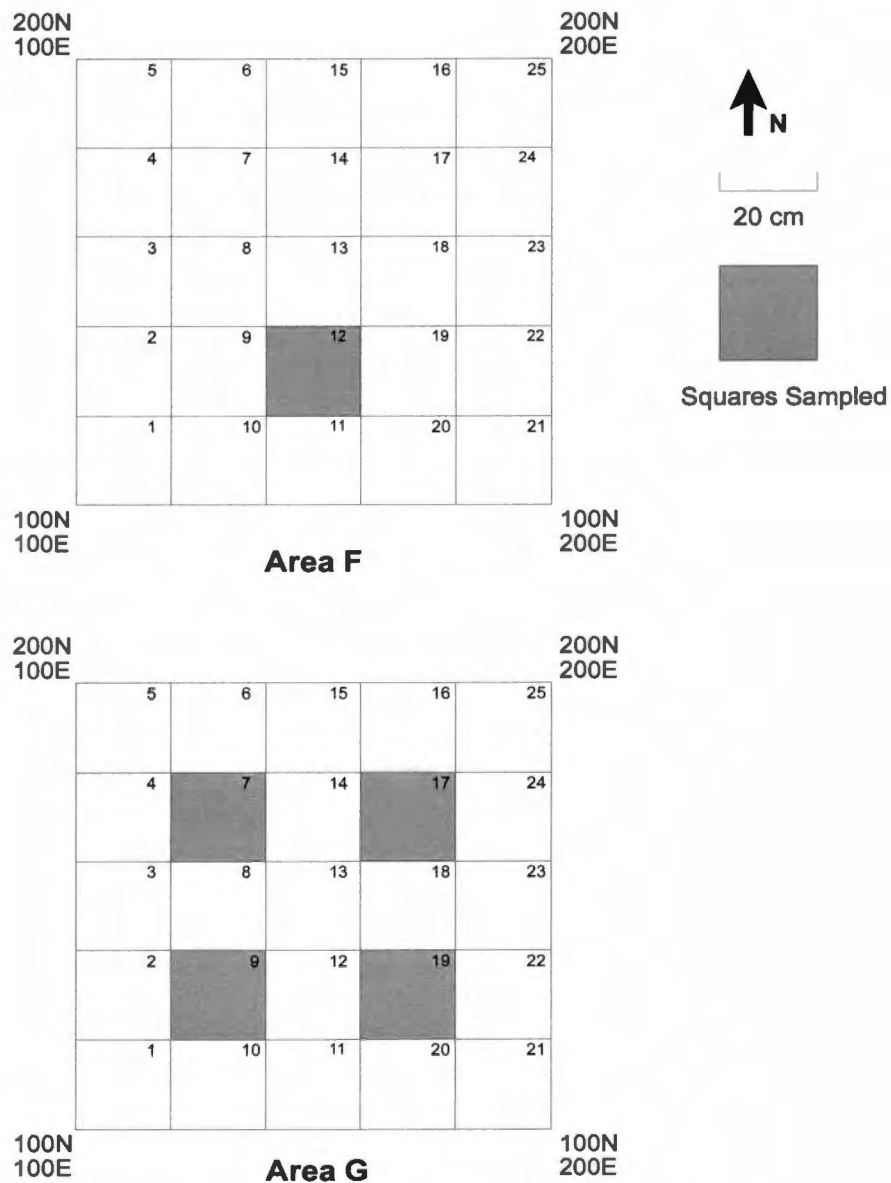 200N
100E
200N
200E
5 6 15 16 25
4 7 14 17 24
3 8 13 18 23
2 9 12 19 22
1 10 11 20 21
100N
100E
100N
200E
Area F
N
20 cm
Squares Sampled
200N
100E
200N
200E
5 6 15 16 25
4 7 14 17 24
3 8 13 18 23
2 9 12 19 22
1 10 11 20 21
100N
100E
100N
200E
Area G